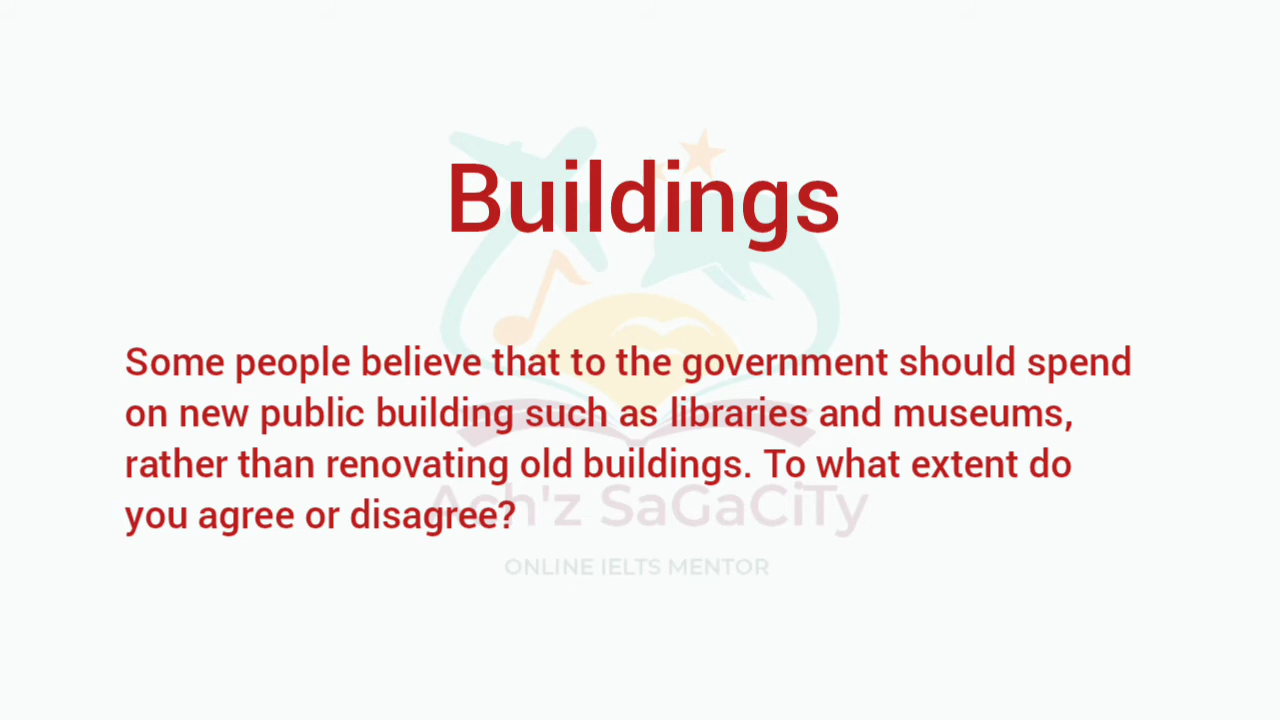 Buildings
Some people believe that to the government should spend
on new public building such as libraries and museums,
rather than renovating old buildings. To what extent do
you agree or disagree?
Ach'z SaGaCiTy
ONLINE IELTS MENTOR